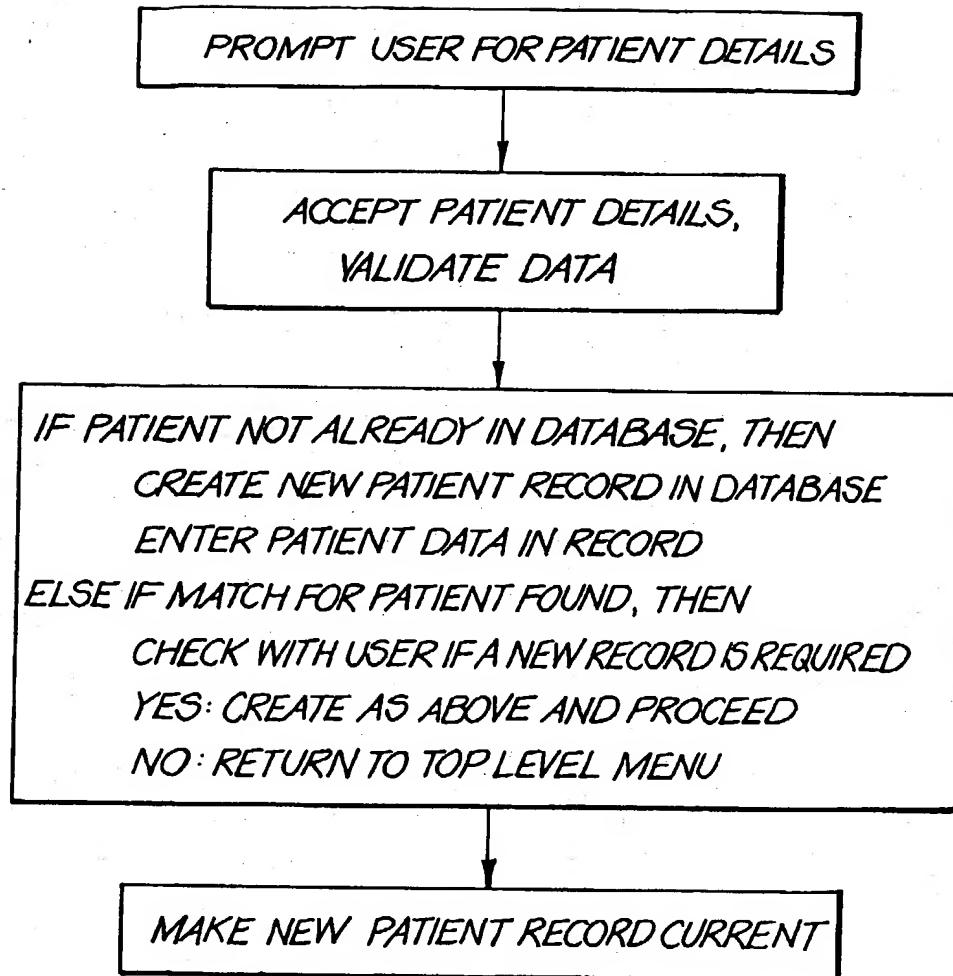 PROMPT USER FOR PATIENT DETAILS
ACCEPT PATIENT DETAILS,
VALIDATE DATA
IF PATIENT NOT ALREADY IN DATABASE, THEN
CREATE NEW PATIENT RECORD IN DATABASE
ENTER PATIENT DATA IN RECORD
ELSE IF MATCH FOR PATIENT FOUND, THEN
CHECK WITH USER IF A NEW RECORD IS REQUIRED
YES: CREATE AS ABOVE AND PROCEED
NO: RETURN TO TOP LEVEL MENU
MAKE NEW PATIENT RECORD CURRENT